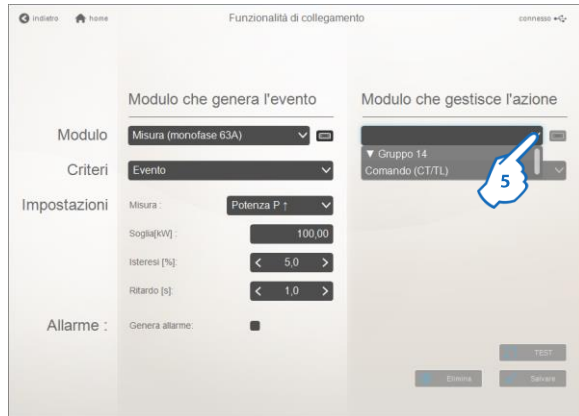 indietro home Funzionalità di collegamento connesso
Modulo che genera l'evento Modulo che gestisce l'azione
Modulo Misura (monofase 63A)
▼ Gruppo 14
Criteri Evento Comando (CT/TL)
5
Impostazioni Misura : Potenza P ↑
Soglia[kW] : 100,00
Isteresi [%]: < 5,0 >
Ritardo [s]: < 1,0 >
Allarme : Genera allarme:
TEST
Elimina Salvare